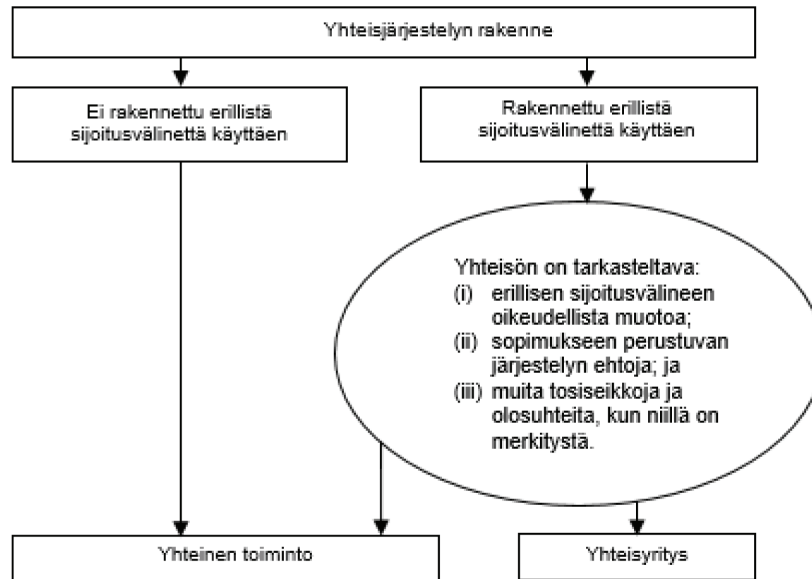 Yhteisjärjestelyn rakenne
Ei rakennettu erillistä
sijoitusvälinettä käyttäen
Rakennettu erillistä
sijoitusvälinettä käyttäen
Yhteisön on tarkasteltava:
(i) erillisen sijoitusvälineen
oikeudellista muotoa;
(ii) sopimukseen perustuvan
järjestelyn ehtoja; ja
(iii) muita tosiseikkoja ja
olosuhteita, kun niillä on
merkitystä.
Yhteinen toiminto
Yhteisyritys